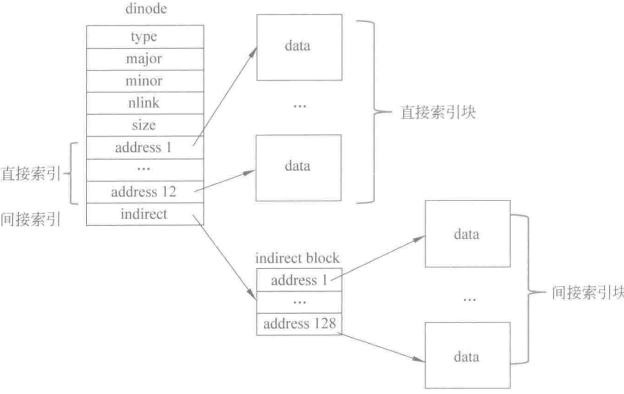 dinode
type
major
minor
nlink
size
address 1
...
address 12
indirect
直接索引
间接索引
data
...
data
直接索引块
indirect block
address 1
...
address 128
data
...
data
间接索引块